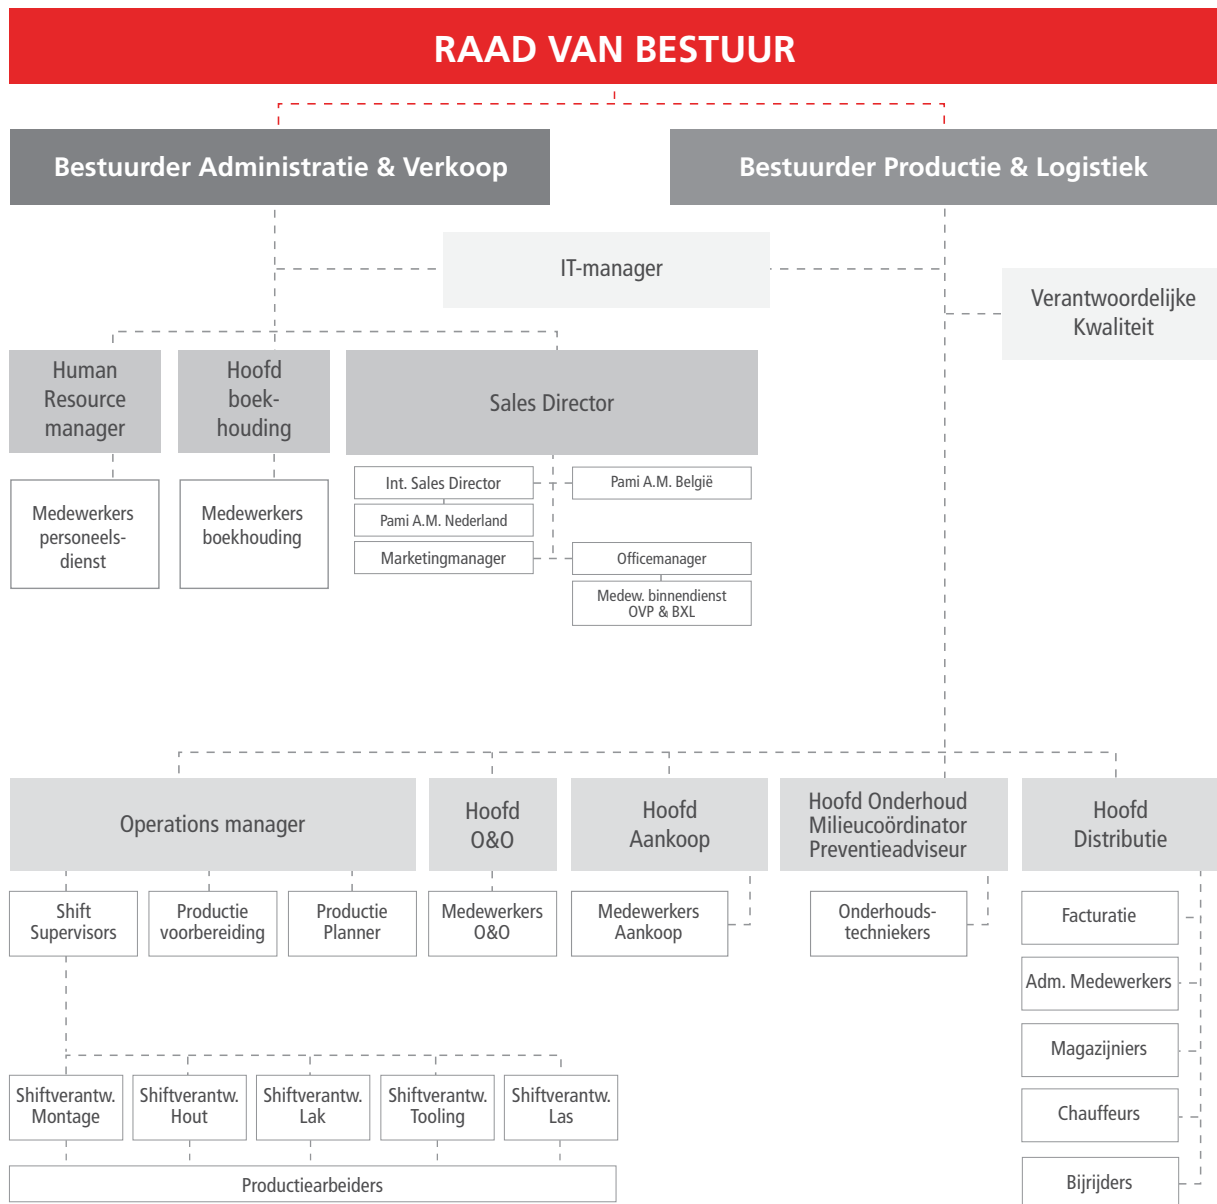 RAAD VAN BESTUUR
Bestuurder Administratie & Verkoop
Bestuurder Productie & Logistiek
IT-manager
Verantwoordelijke
Kwaliteit
Human
Resource
manager
Hoofd
boek-
houding
Sales Director
Medewerkers
personeels-
dienst
Medewerkers
boekhouding
Int. Sales Director
Pami A.M. België
Pami A.M. Nederland
Marketingmanager
Officemanager
Medew. binnendienst
OVP & BXL
Operations manager
Hoofd
O&O
Hoofd
Aankoop
Hoofd Onderhoud
Milieucoördinator
Preventieadviseur
Hoofd
Distributie
Shift
Supervisors
Productie
voorbereiding
Productie
Planner
Medewerkers
O&O
Medewerkers
Aankoop
Onderhouds-
techniekers
Facturatie
Adm. Medewerkers
Magazijniers
Chauffeurs
Bijrijders
Shiftverantw.
Montage
Shiftverantw.
Hout
Shiftverantw.
Lak
Shiftverantw.
Tooling
Shiftverantw.
Las
Productiearbeiders